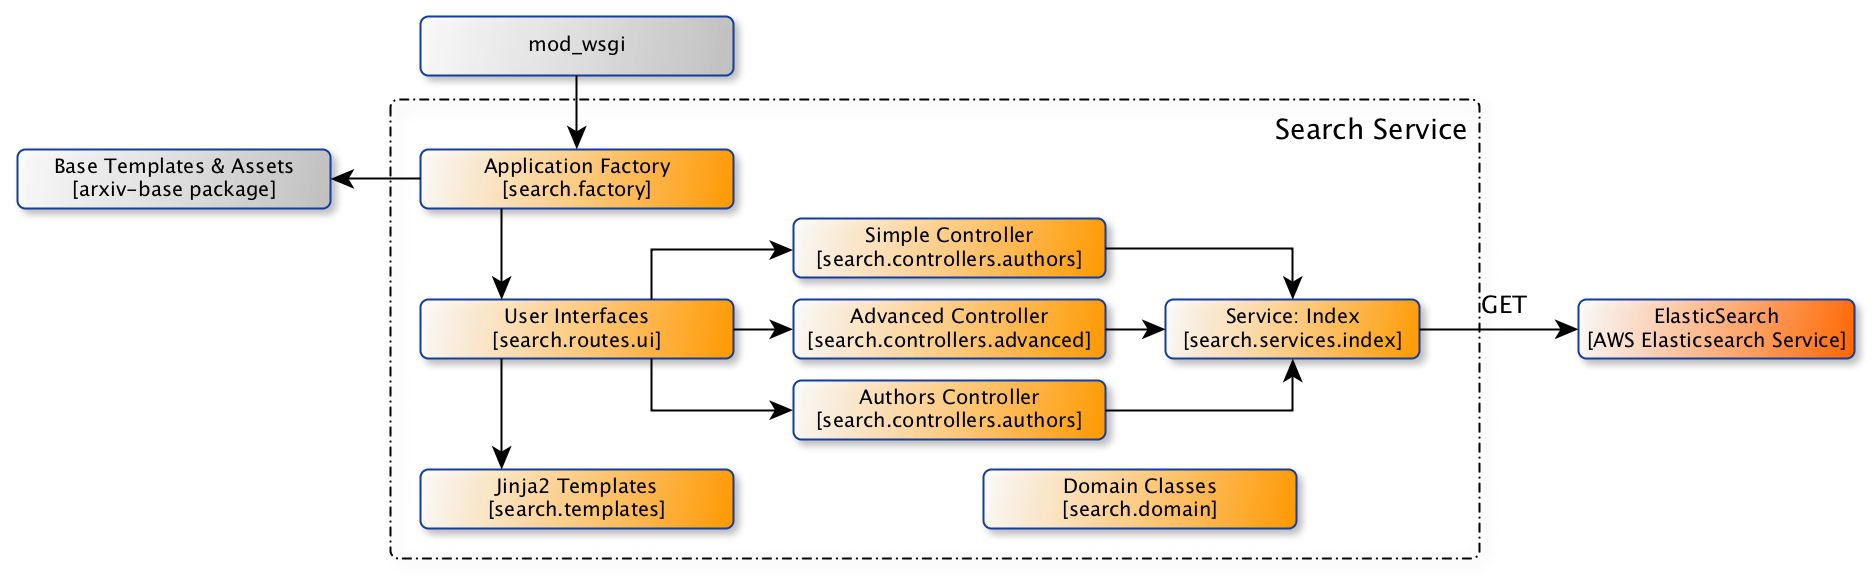 mod_wsgi
Search Service
Base Templates & Assets
[arxiv-base package]
Application Factory
[search.factory]
Simple Controller
[search.controllers.authors]
User Interfaces
[search.routes.ui]
Advanced Controller
[search.controllers.advanced]
Service: Index
[search.services.index]
GET
ElasticSearch
[AWS Elasticsearch Service]
Authors Controller
[search.controllers.authors]
Jinja2 Templates
[search.templates]
Domain Classes
[search.domain]